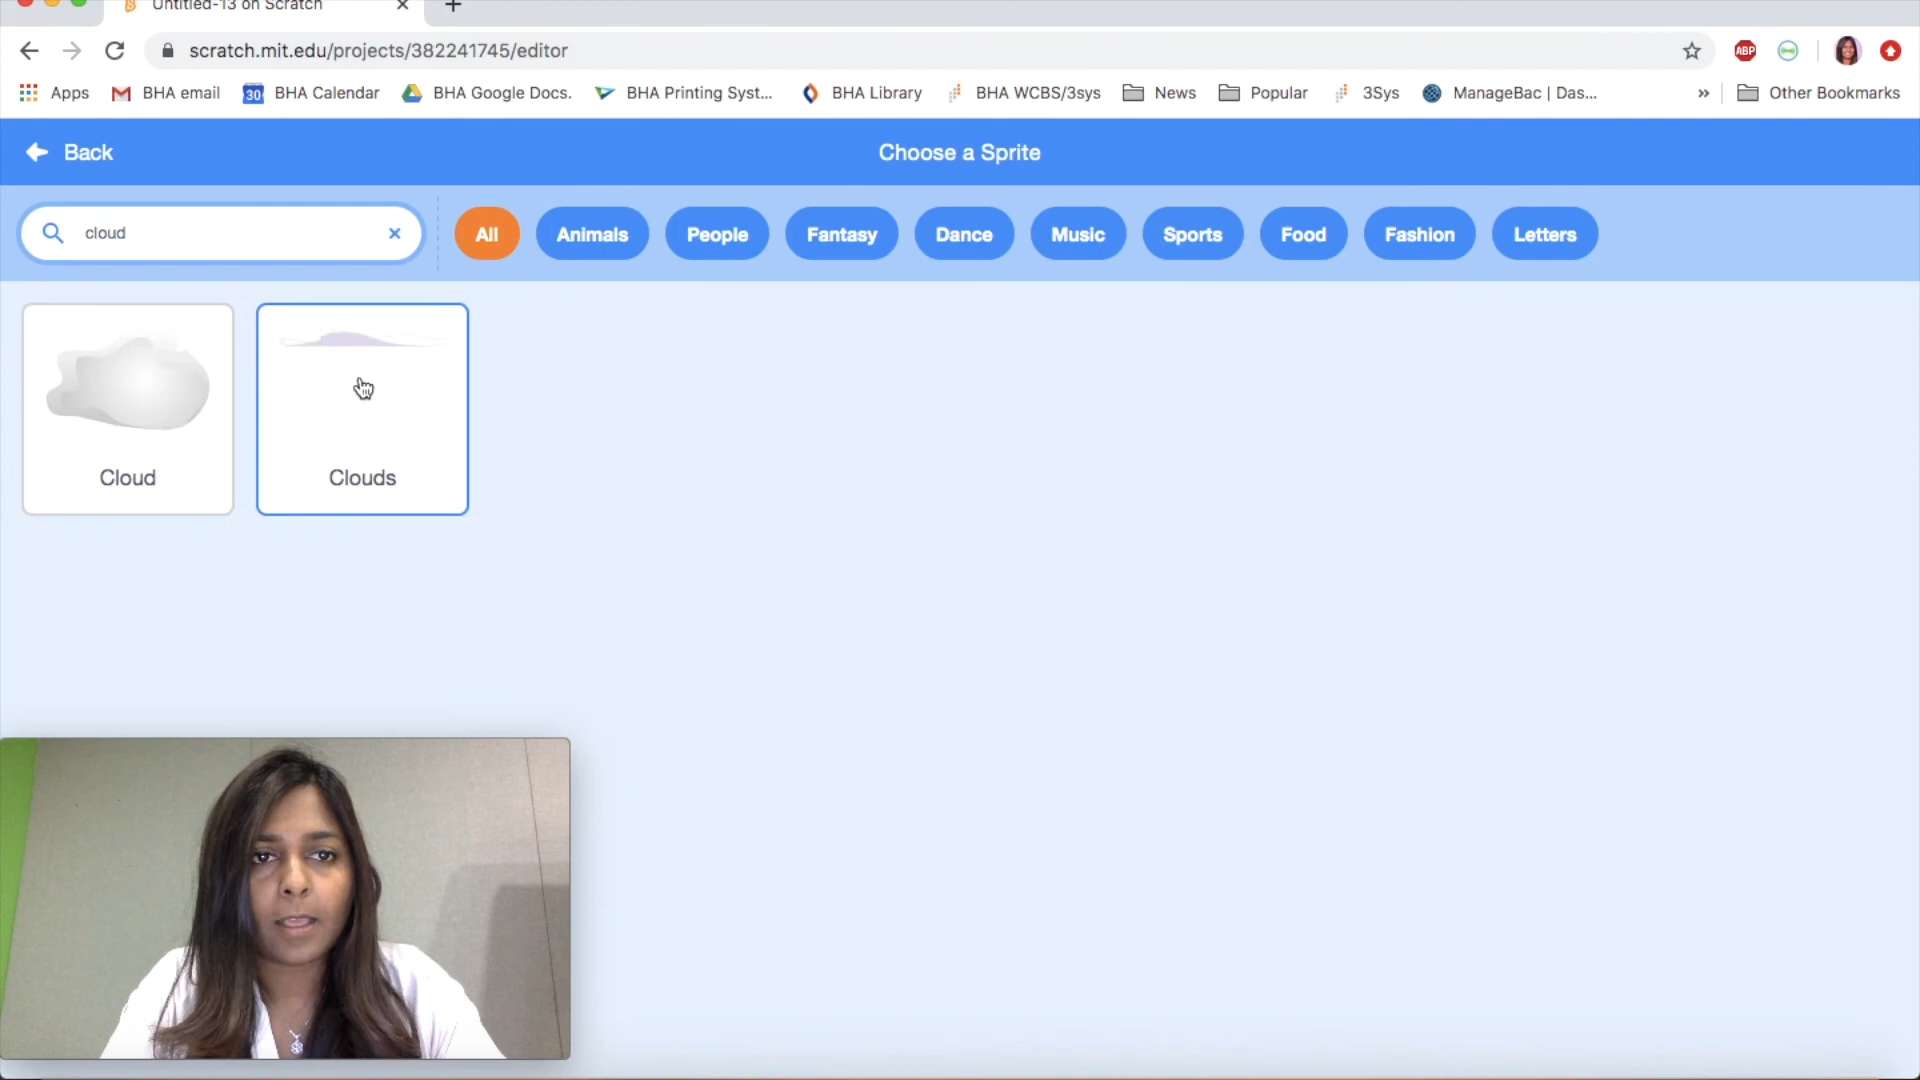 Untitled-13 on Scratch
scratch.mit.edu/projects/382241745/editor
ABP
Apps
BHA email
30
BHA Calendar
BHA Google Docs.
BHA Printing Syst...
BHA Library
BHA WCBS/3sys
News
Popular
3Sys
ManageBac | Das...
»
Other Bookmarks
Back
Choose a Sprite
cloud
All
Animals
People
Fantasy
Dance
Music
Sports
Food
Fashion
Letters
Cloud
Clouds